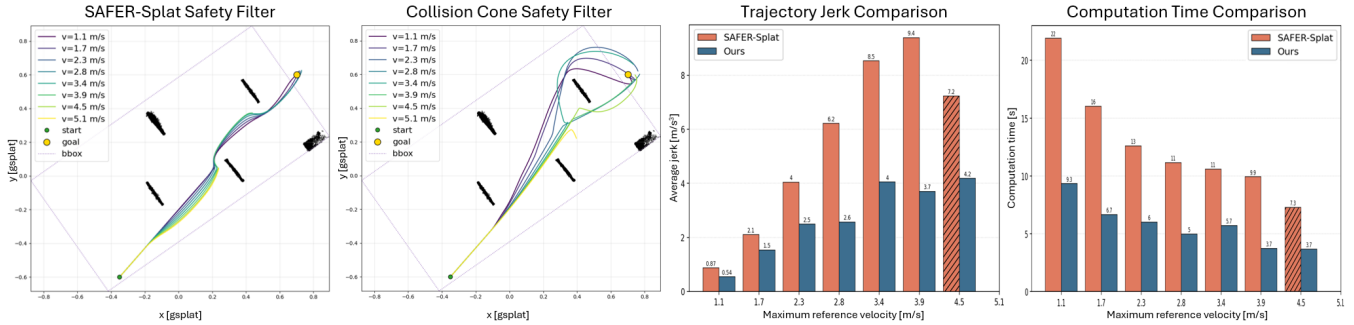 SAFER-Splat Safety Filter
v=1.1 m/s
v=1.7 m/s
v=2.3 m/s
v=2.8 m/s
v=3.4 m/s
v=3.9 m/s
v=4.5 m/s
v=5.1 m/s
start
goal
bbox
y [gsplat]
0.8
0.6
0.4
0.2
0.0
−0.2
−0.4
−0.6
−0.8 −0.6 −0.4 −0.2 0.0 0.2 0.4 0.6 0.8
x [gsplat]
Collision Cone Safety Filter
v=1.1 m/s
v=1.7 m/s
v=2.3 m/s
v=2.8 m/s
v=3.4 m/s
v=3.9 m/s
v=4.5 m/s
v=5.1 m/s
start
goal
bbox
y [gsplat]
0.8
0.6
0.4
0.2
0.0
−0.2
−0.4
−0.6
−0.8 −0.6 −0.4 −0.2 0.0 0.2 0.4 0.6 0.8
x [gsplat]
Trajectory Jerk Comparison
SAFER-Splat
Ours
Average jerk [m/s³]
8
6
4
2
0
0.87 0.54 2.1 1.5 4 2.5 6.2 2.6 8.5 4 9.4 3.7 7.2 4.2
1.1 1.7 2.3 2.8 3.4 3.9 4.5 5.1
Maximum reference velocity [m/s]
Computation Time Comparison
SAFER-Splat
Ours
Computation time [s]
20
15
10
5
0
22 9.3 16 6.7 13 6 11 5 11 5.7 9.9 3.7 7.3 3.7
1.1 1.7 2.3 2.8 3.4 3.9 4.5 5.1
Maximum reference velocity [m/s]